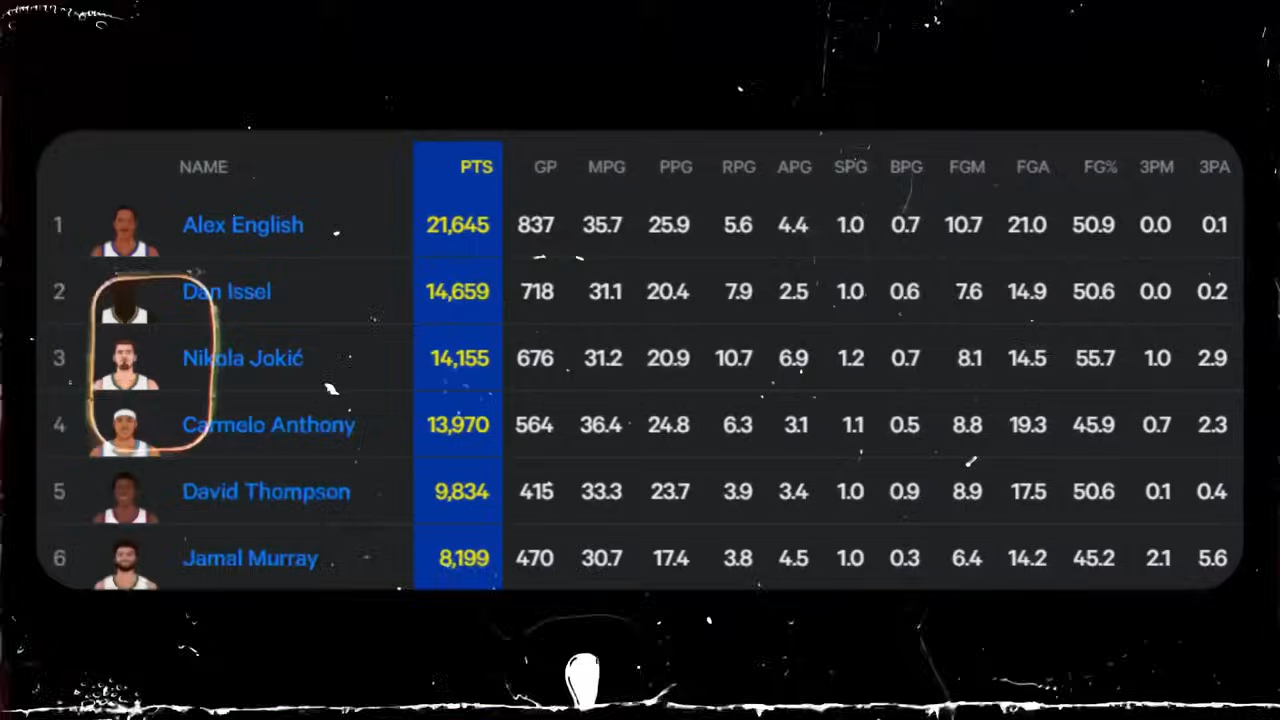 NAME PTS GP MPG PPG RPG APG SPG BPG FGM FGA FG% 3PM 3PA
1 Alex English 21,645 837 35.7 25.9 5.6 4.4 1.0 0.7 10.7 21.0 50.9 0.0 0.1
2 Dan Issel 14,659 718 31.1 20.4 7.9 2.5 1.0 0.6 7.6 14.9 50.6 0.0 0.2
3 Nikola Jokić 14,155 676 31.2 20.9 10.7 6.9 1.2 0.7 8.1 14.5 55.7 1.0 2.9
4 Carmelo Anthony 13,970 564 36.4 24.8 6.3 3.1 1.1 0.5 8.8 19.3 45.9 0.7 2.3
5 David Thompson 9,834 415 33.3 23.7 3.9 3.4 1.0 0.9 8.9 17.5 50.6 0.1 0.4
6 Jamal Murray 8,199 470 30.7 17.4 3.8 4.5 1.0 0.3 6.4 14.2 45.2 2.1 5.6